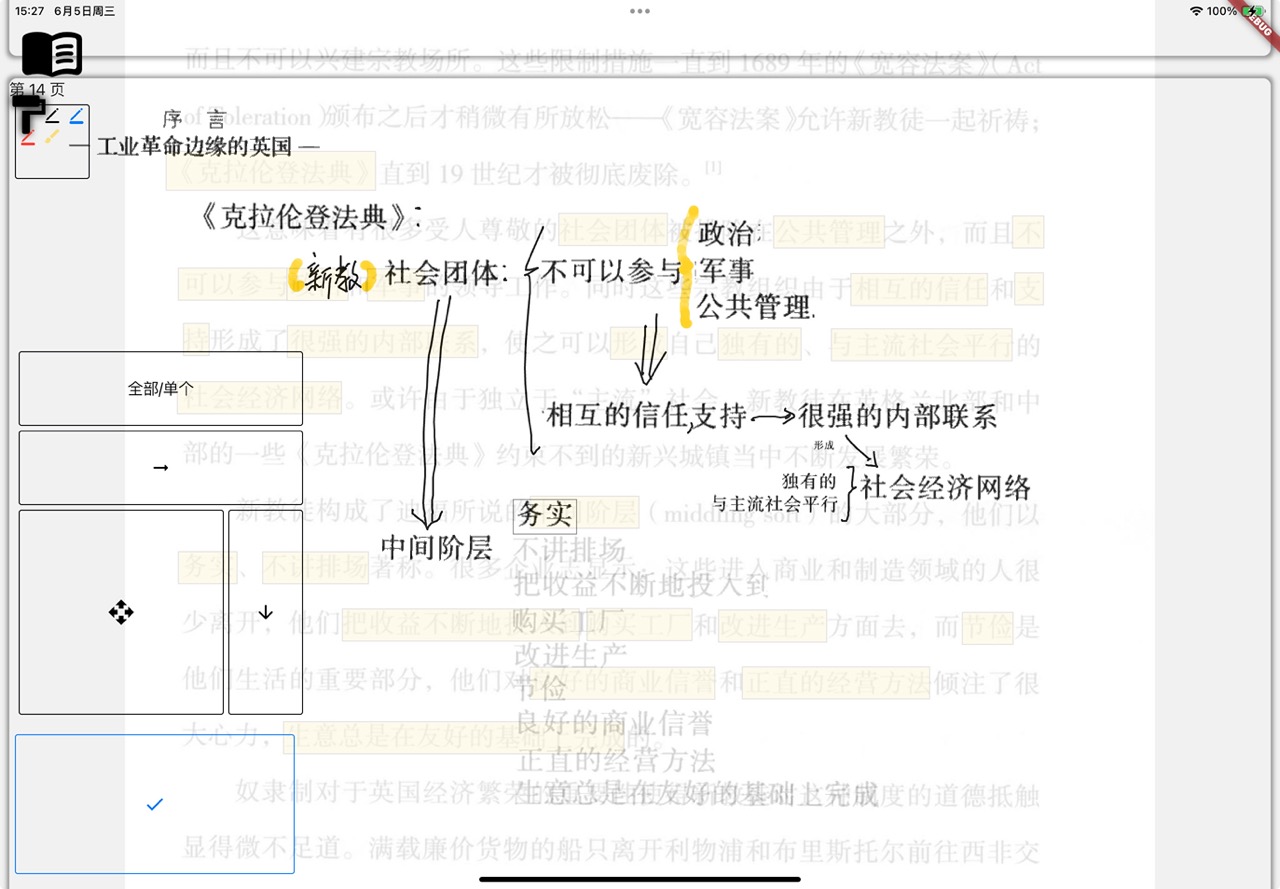 15:27 6月5日周三
100%
DEBUG
而且不可以兴建宗教场所。这些限制措施一直到 1689 年的《宽容法案》(Act
第 14 页
of Toleration)颁布之后才稍微有所放松——《宽容法案》允许新教徒一起祈祷;
序 言
工业革命边缘的英国 —
《克拉伦登法典》直到 19 世纪才被彻底废除。[1]
《克拉伦登法典》:
很多受人尊敬的社会团体被 在公共管理之外,而且不
政治:
(新教)社会团体:
不可以参与
军事
公共管理.
可以参与 的领导工作。同时这些 组织由于相互的信任和支
持形成了很强的内部联系,使之可以形 自己独有的、与主流社会平行的
全部/单个
社会经济网络。或许由于独立于“主流”社会,新教徒在英格兰北部和中
相互的信任,支持→很强的内部联系
形成
部的一些《克拉伦登法典》约束不到的新兴城镇当中不断发展繁荣。
→
独有的
与主流社会平行
社会经济网络
新教徒构成了迪 所说的 阶层(middling sort)的大部分,他们以
务实
中间阶层
不讲排场
务实、不讲排场著称。很多企业志显示,这些进入商业和制造领域的人很
把收益不断地投入到
↓
少离开,他们把收益不断地投 购买工厂和改进生产方面去,而节俭是
购买工厂
改进生产
他们生活的重要部分,他们对 好的商业信誉和正直的经营方法倾注了很
节俭
良好的商业信誉
大心力,生意总是在友好的基础 完成的。
正直的经营方法
生意总是在友好的基础上完成
奴隶制对于英国经济繁荣 度的道德抵触
显得微不足道。满载廉价货物的船只离开利物浦和布里斯托尔前往西非交